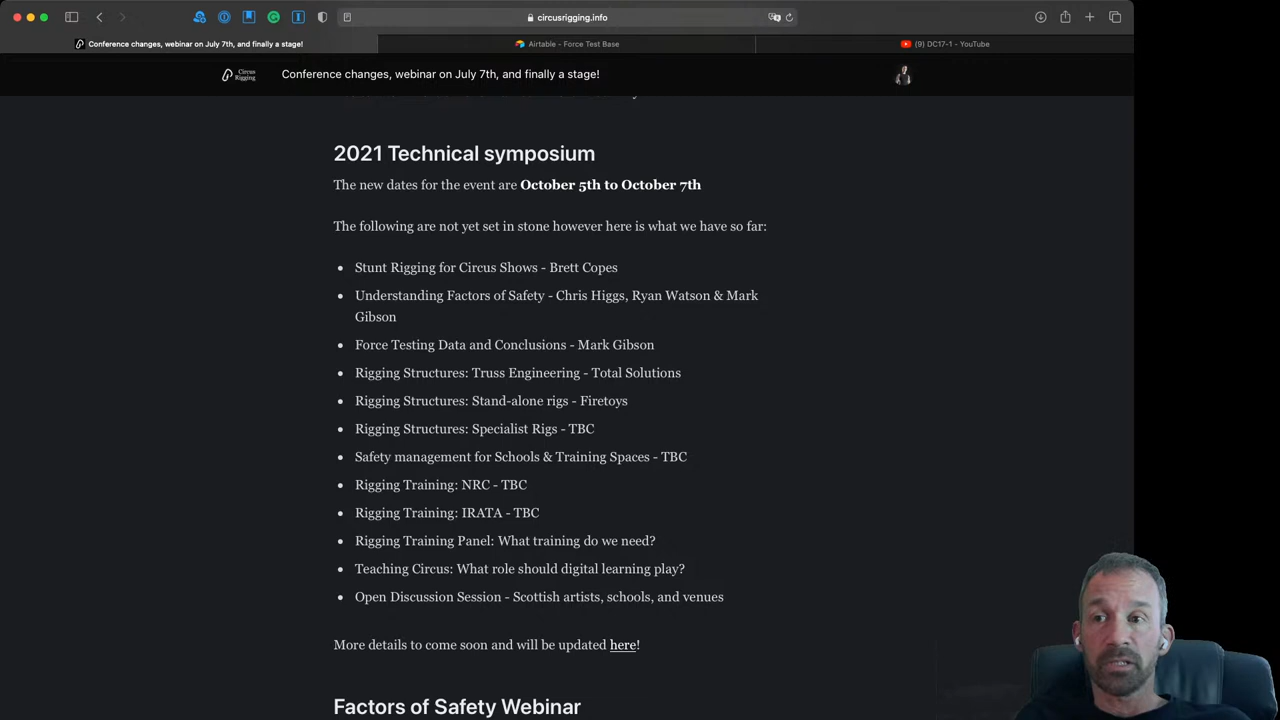 circusrigging.info
Conference changes, webinar on July 7th, and finally a stage!
Airtable - Force Test Base
(9) DC17-1 - YouTube
Circus
Rigging
Conference changes, webinar on July 7th, and finally a stage!
2021 Technical symposium
The new dates for the event are October 5th to October 7th
The following are not yet set in stone however here is what we have so far:
• Stunt Rigging for Circus Shows - Brett Copes
• Understanding Factors of Safety - Chris Higgs, Ryan Watson & Mark
Gibson
• Force Testing Data and Conclusions - Mark Gibson
• Rigging Structures: Truss Engineering - Total Solutions
• Rigging Structures: Stand-alone rigs - Firetoys
• Rigging Structures: Specialist Rigs - TBC
• Safety management for Schools & Training Spaces - TBC
• Rigging Training: NRC - TBC
• Rigging Training: IRATA - TBC
• Rigging Training Panel: What training do we need?
• Teaching Circus: What role should digital learning play?
• Open Discussion Session - Scottish artists, schools, and venues
More details to come soon and will be updated here!
Factors of Safety Webinar